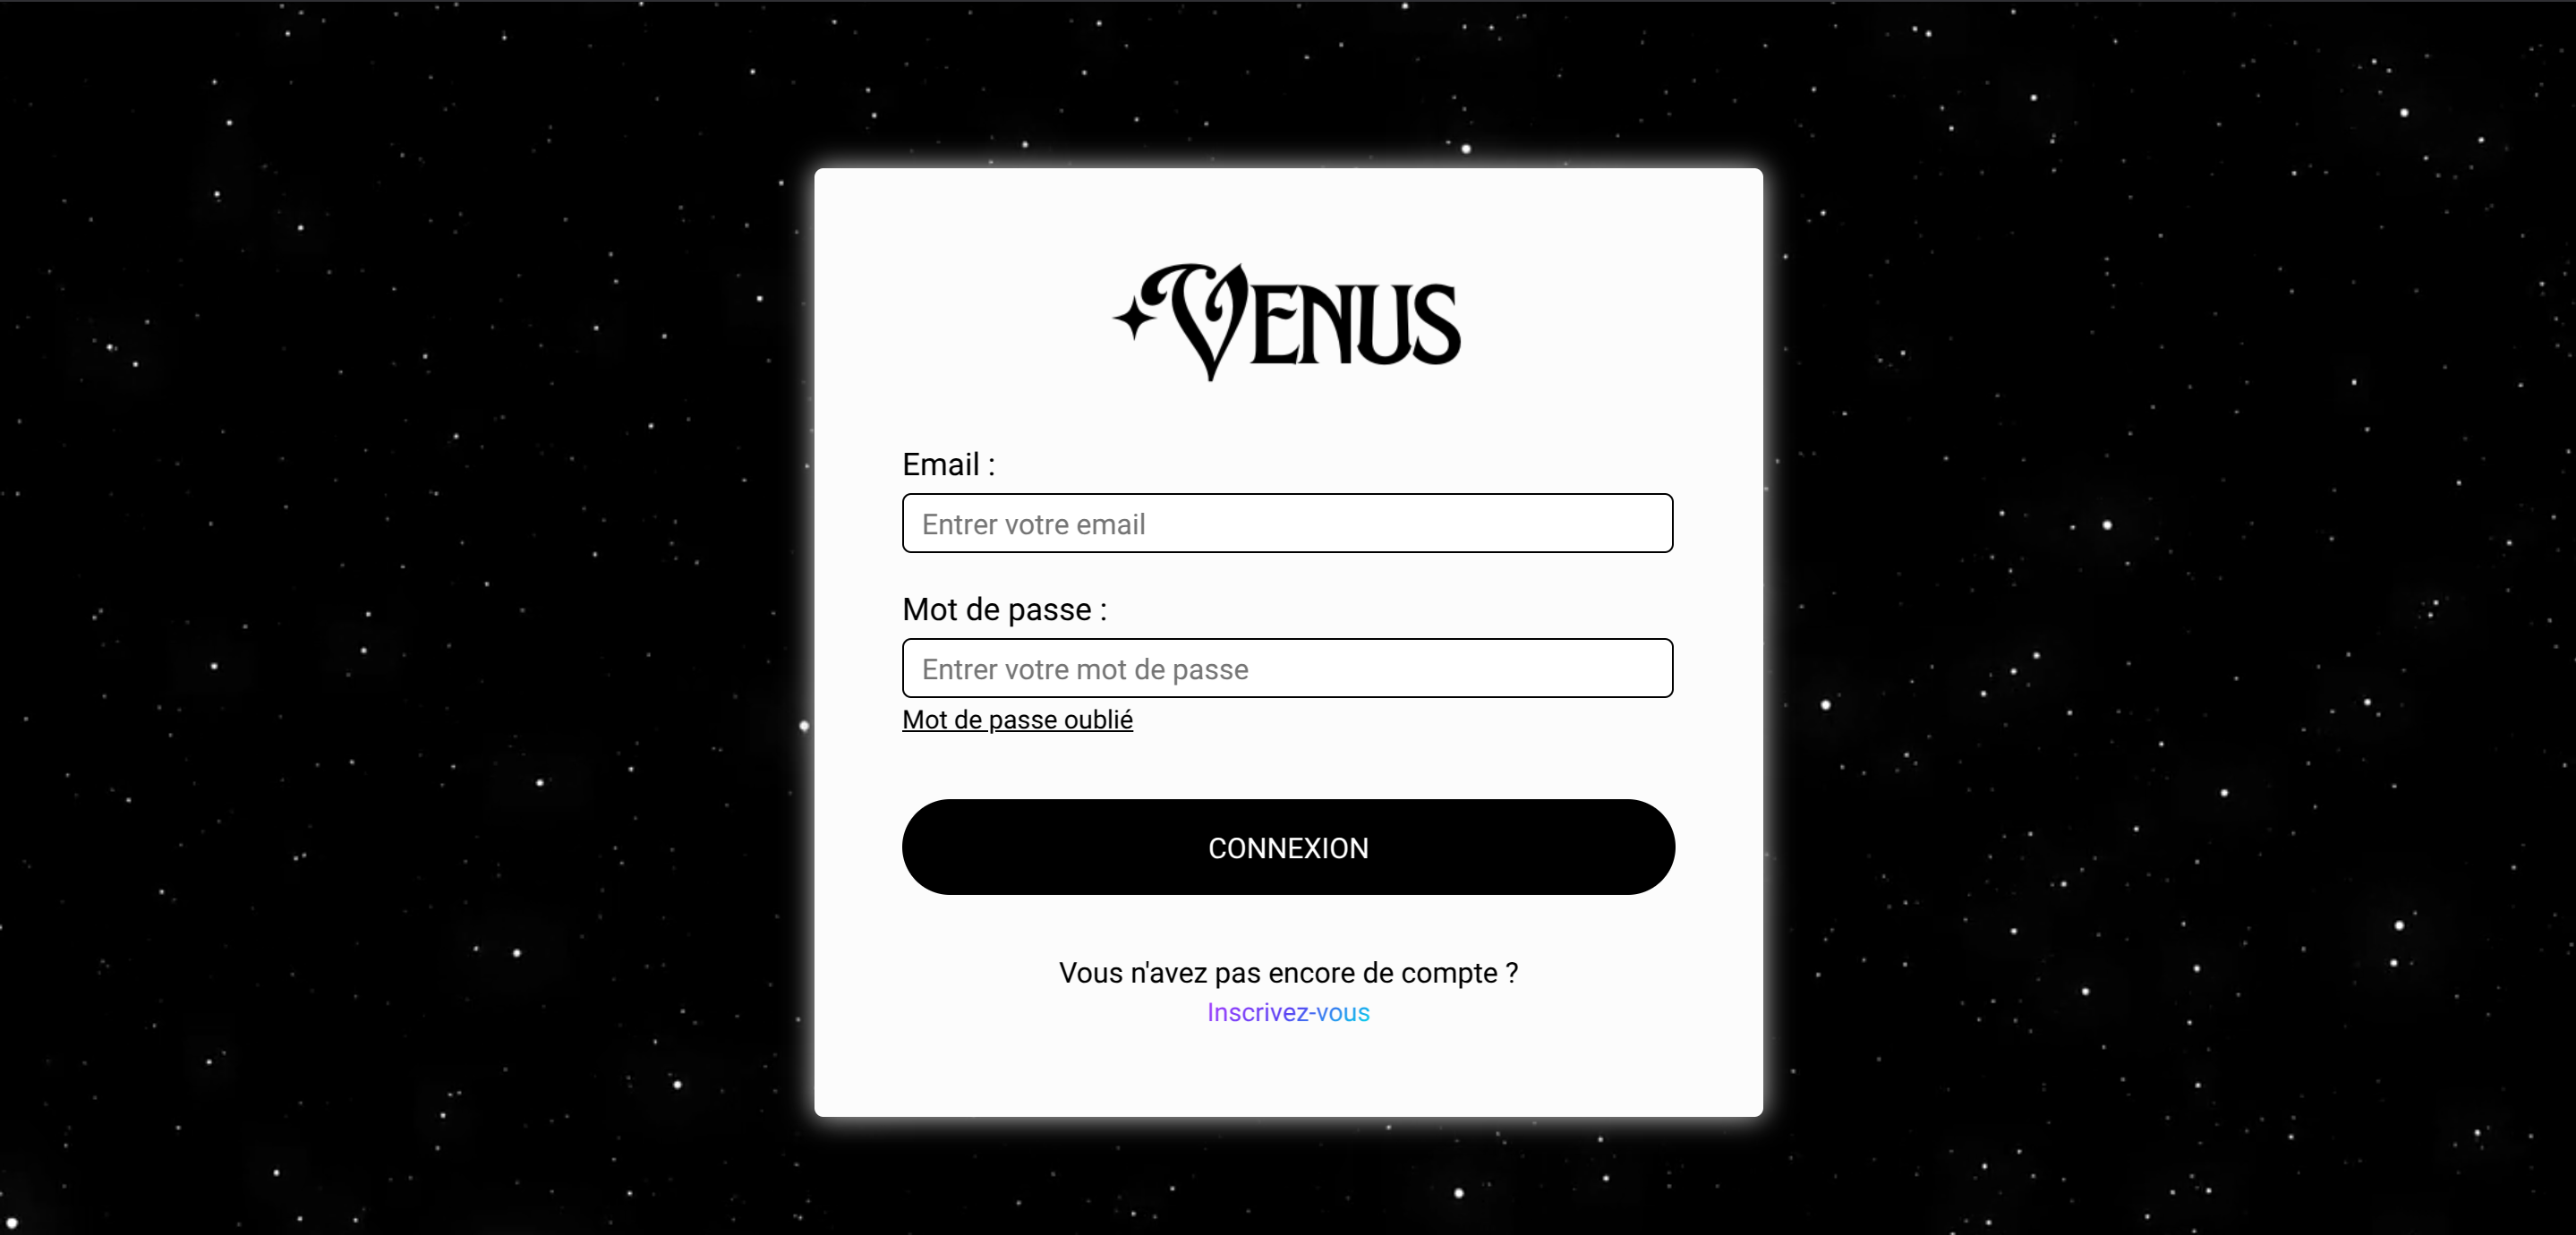 VENUS
Email :
Entrer votre email
Mot de passe :
Entrer votre mot de passe
Mot de passe oublié
CONNEXION
Vous n'avez pas encore de compte ?
Inscrivez-vous